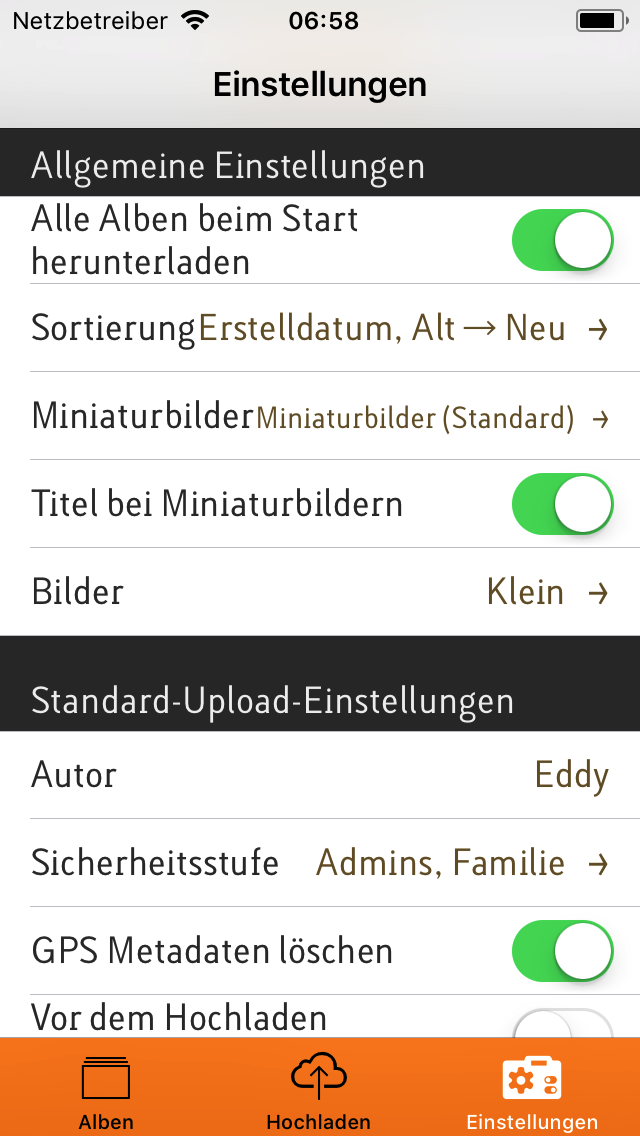 Netzbetreiber 06:58
Einstellungen
Allgemeine Einstellungen
Alle Alben beim Start
herunterladen
Sortierung Erstelldatum, Alt → Neu →
Miniaturbilder Miniaturbilder (Standard) →
Titel bei Miniaturbildern
Bilder Klein →
Standard-Upload-Einstellungen
Autor Eddy
Sicherheitsstufe Admins, Familie →
GPS Metadaten löschen
Vor dem Hochladen
Alben Hochladen Einstellungen